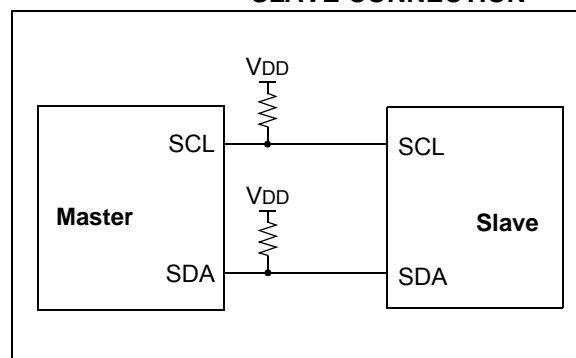 SLAVE CONNECTION
VDD
SCL
SCL
VDD
Master
Slave
SDA
SDA